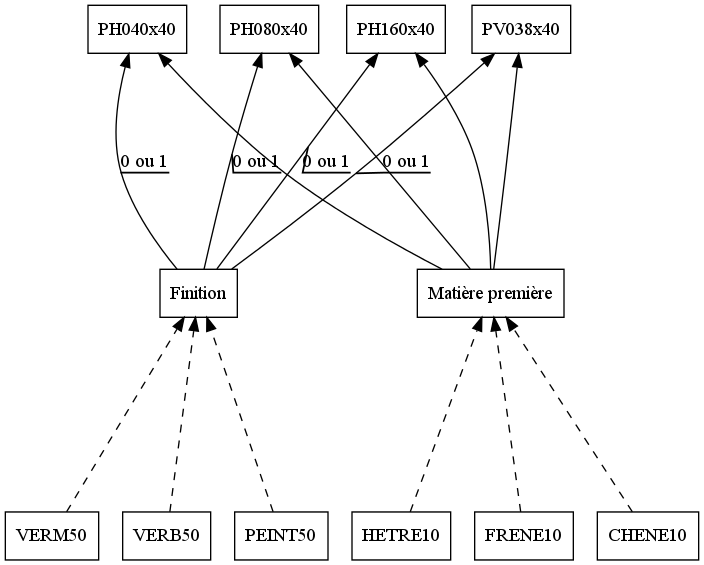 PH040x40 PH080x40 PH160x40 PV038x40
0 ou 1 0 ou 1 0 ou 1 0 ou 1
Finition Matière première
VERM50 VERB50 PEINT50 HETRE10 FRENE10 CHENE10